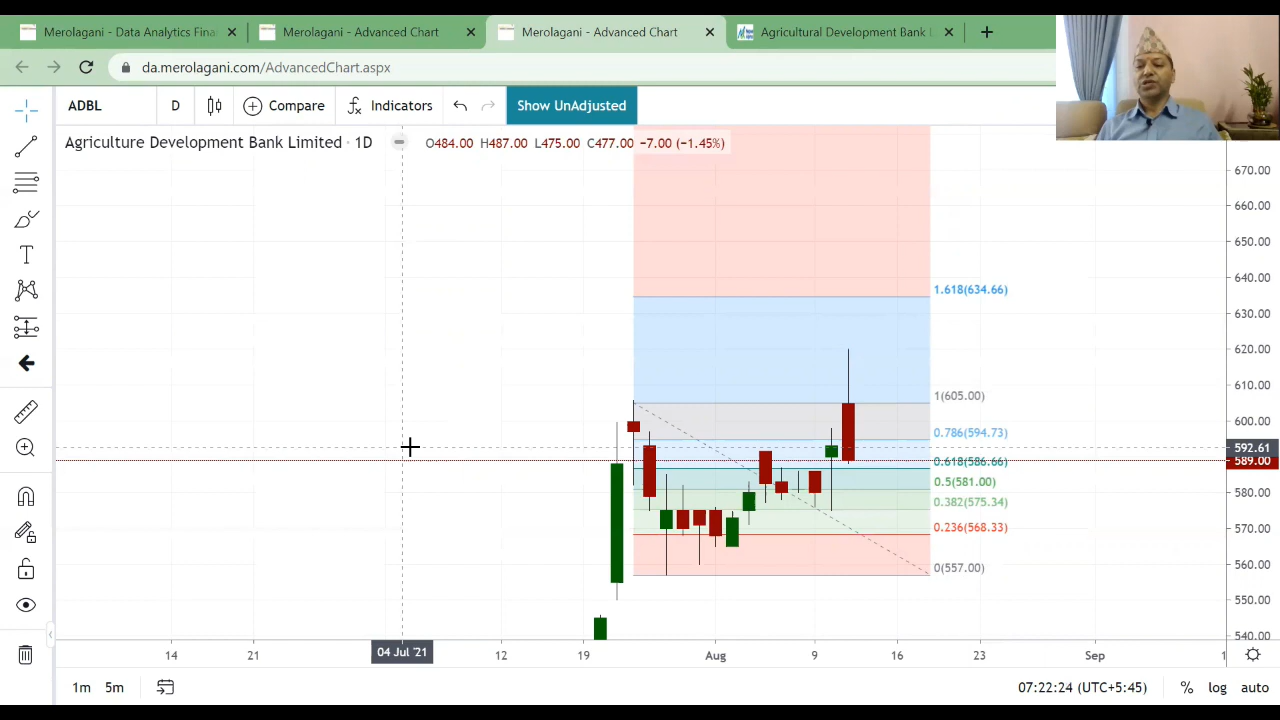 Merolagani - Data Analytics Fina
Merolagani - Advanced Chart
Merolagani - Advanced Chart
Agricultural Development Bank L
da.merolagani.com/AdvancedChart.aspx
ADBL
D
Compare
Indicators
Show UnAdjusted
Agriculture Development Bank Limited · 1D
O484.00 H487.00 L475.00 C477.00 −7.00 (−1.45%)
670.00
660.00
650.00
640.00
1.618(634.66)
630.00
620.00
610.00
1(605.00)
600.00
0.786(594.73)
592.61
589.00
0.618(586.66)
0.5(581.00)
580.00
0.382(575.34)
570.00
0.236(568.33)
0(557.00)
560.00
550.00
540.00
14
21
04 Jul '21
12
19
Aug
9
16
23
Sep
1
1m
5m
07:22:24 (UTC+5:45)
%
log
auto